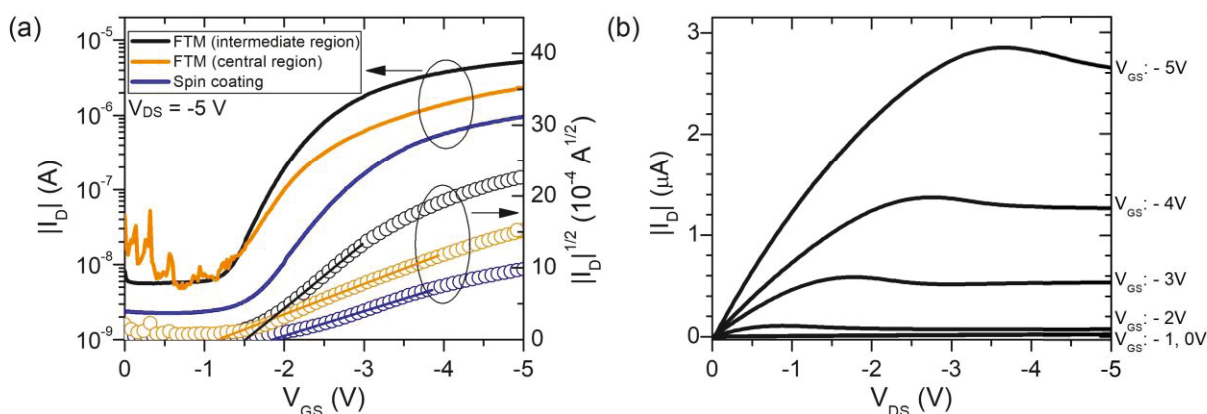 (a)
10⁻⁵
10⁻⁶
10⁻⁷
10⁻⁸
10⁻⁹
|I_D| (A)
FTM (intermediate region)
FTM (central region)
Spin coating
V_DS = -5 V
40
30
20
10
0
|I_D|^1/2 (10⁻⁴ A^1/2)
0 -1 -2 -3 -4 -5
V_GS (V)
(b)
3
2
1
0
|I_D| (μA)
V_GS: - 5V
V_GS: - 4V
V_GS: - 3V
V_GS: - 2V
V_GS: - 1, 0V
0 -1 -2 -3 -4 -5
V_DS (V)